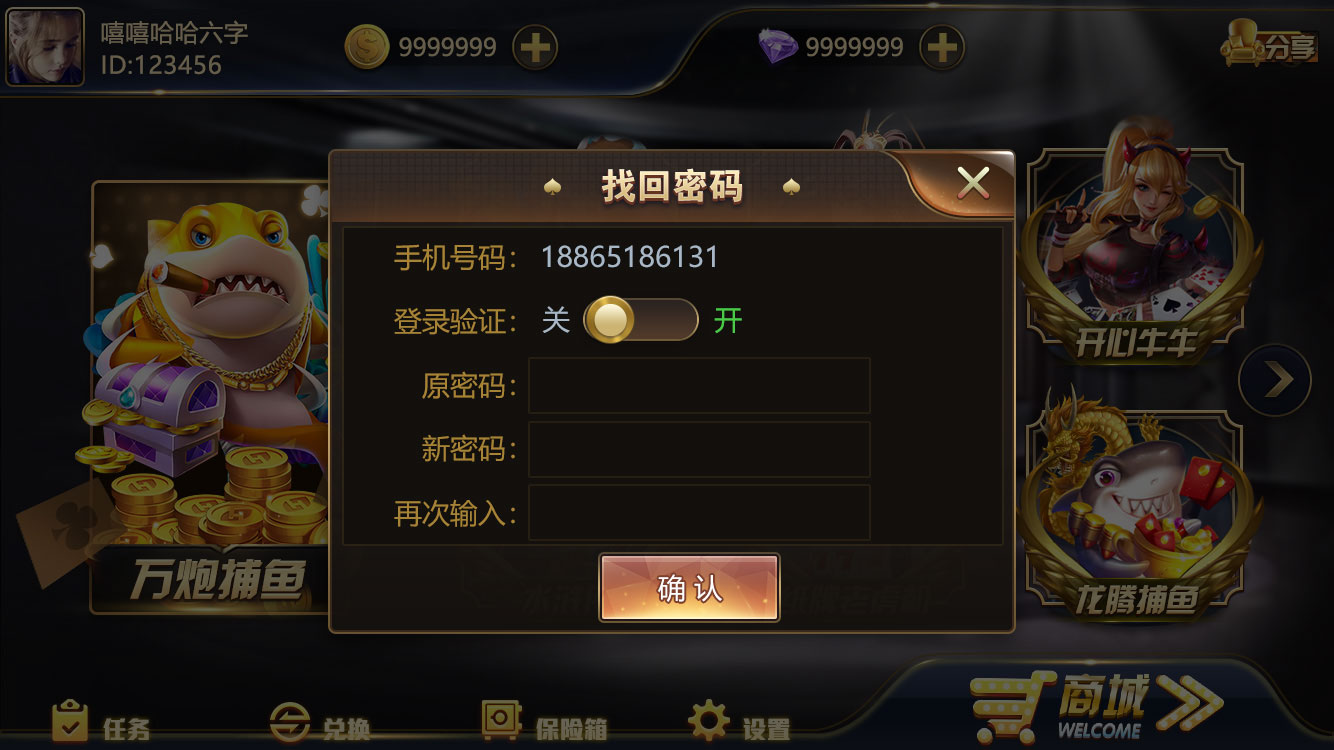 嘻嘻哈哈六字
ID:123456
9999999
9999999
分享
找回密码
手机号码：
18865186131
登录验证：
关
开
原密码：
新密码：
再次输入：
确认
万炮捕鱼
开心牛牛
龙腾捕鱼
任务
兑换
保险箱
设置
商城
WELCOME